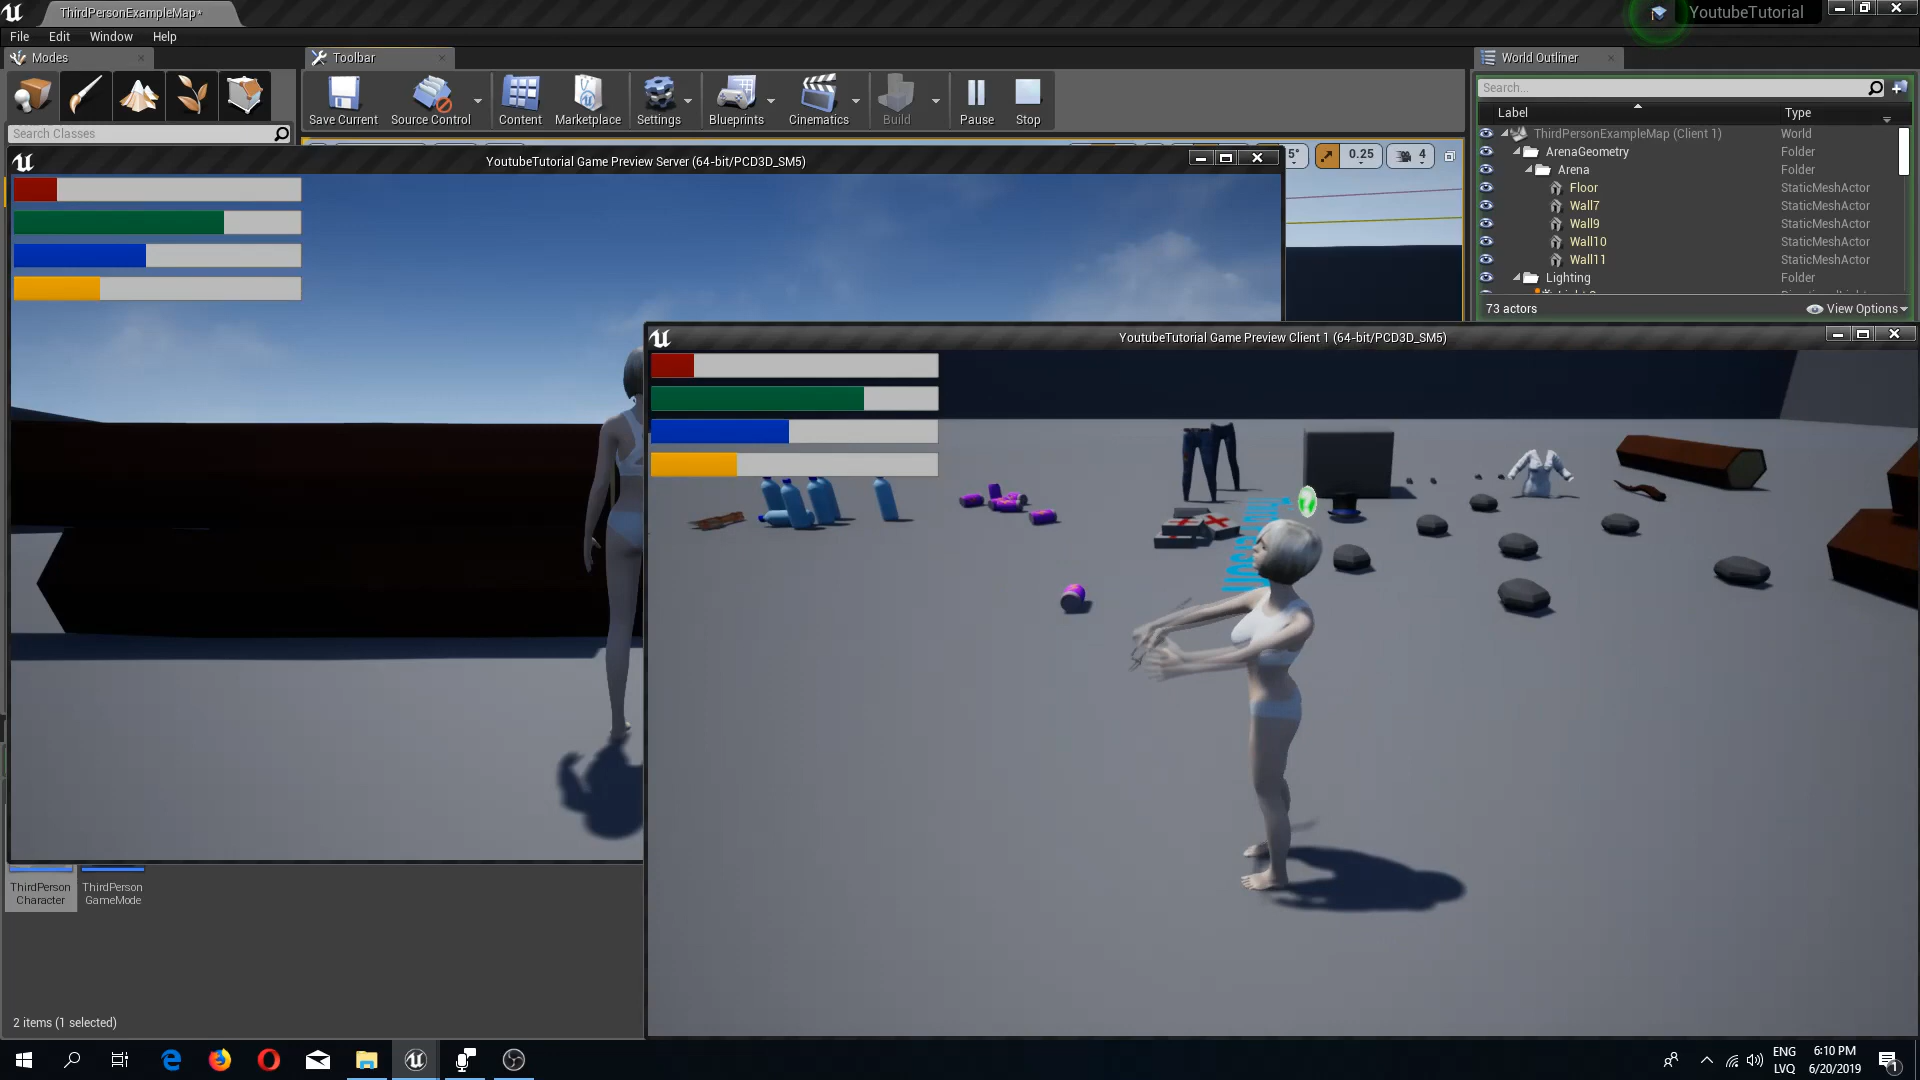 ThirdPersonExampleMap*
YoutubeTutorial
File Edit Window Help
Modes
Toolbar
World Outliner
Save Current
Source Control
Content
Marketplace
Settings
Blueprints
Cinematics
Build
Pause
Stop
Search Classes
Search...
Label Type
ThirdPersonExampleMap (Client 1) World
ArenaGeometry Folder
Arena Folder
Floor StaticMeshActor
Wall7 StaticMeshActor
Wall9 StaticMeshActor
Wall10 StaticMeshActor
Wall11 StaticMeshActor
Lighting Folder
73 actors View Options
YoutubeTutorial Game Preview Server (64-bit/PCD3D_SM5)
5° 0.25 4
YoutubeTutorial Game Preview Client 1 (64-bit/PCD3D_SM5)
ThirdPerson
Character
ThirdPerson
GameMode
2 items (1 selected)
ENG
LVQ
6:10 PM
6/20/2019
1